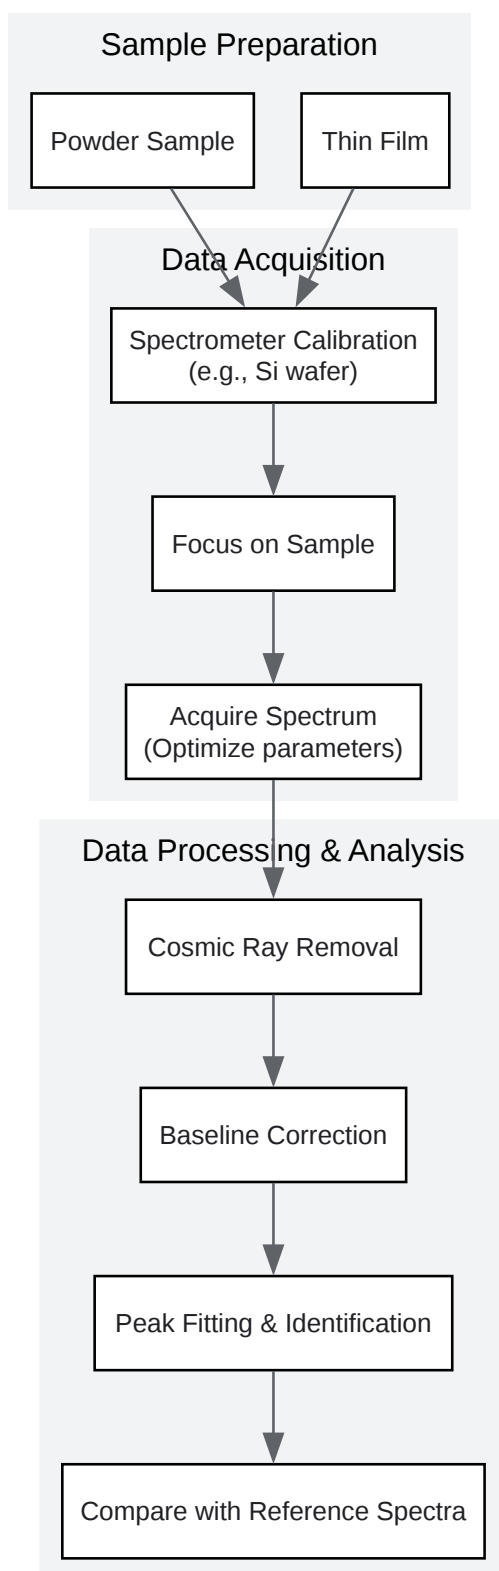 Sample Preparation
Powder Sample
Thin Film
Data Acquisition
Spectrometer Calibration
(e.g., Si wafer)
Focus on Sample
Acquire Spectrum
(Optimize parameters)
Data Processing & Analysis
Cosmic Ray Removal
Baseline Correction
Peak Fitting & Identification
Compare with Reference Spectra